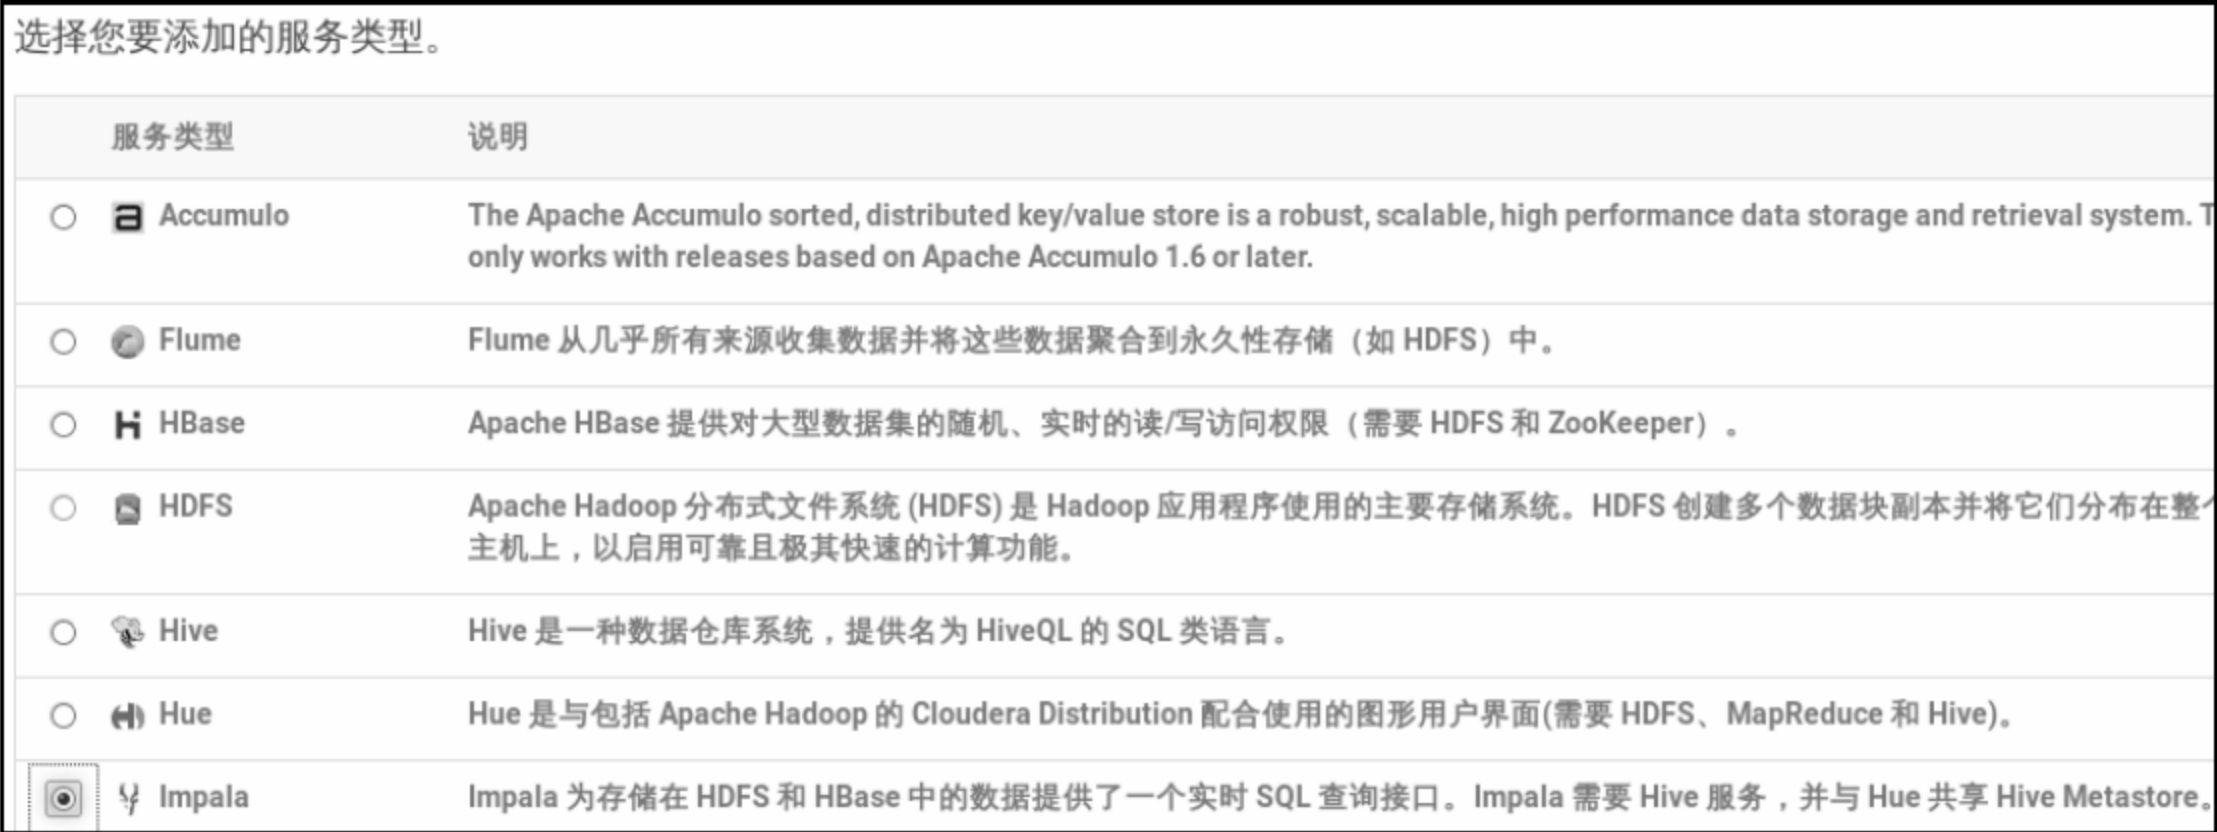 选择您要添加的服务类型。
服务类型 说明
Accumulo The Apache Accumulo sorted, distributed key/value store is a robust, scalable, high performance data storage and retrieval system.
only works with releases based on Apache Accumulo 1.6 or later.
Flume Flume 从几乎所有来源收集数据并将这些数据聚合到永久性存储（如 HDFS）中。
HBase Apache HBase 提供对大型数据集的随机、实时的读/写访问权限（需要 HDFS 和 ZooKeeper）。
HDFS Apache Hadoop 分布式文件系统 (HDFS) 是 Hadoop 应用程序使用的主要存储系统。HDFS 创建多个数据块副本并将它们分布在整
主机上，以启用可靠且极其快速的计算功能。
Hive Hive 是一种数据仓库系统，提供名为 HiveQL 的 SQL 类语言。
Hue Hue 是与包括 Apache Hadoop 的 Cloudera Distribution 配合使用的图形用户界面(需要 HDFS、MapReduce 和 Hive)。
Impala Impala 为存储在 HDFS 和 HBase 中的数据提供了一个实时 SQL 查询接口。Impala 需要 Hive 服务，并与 Hue 共享 Hive Metastore。